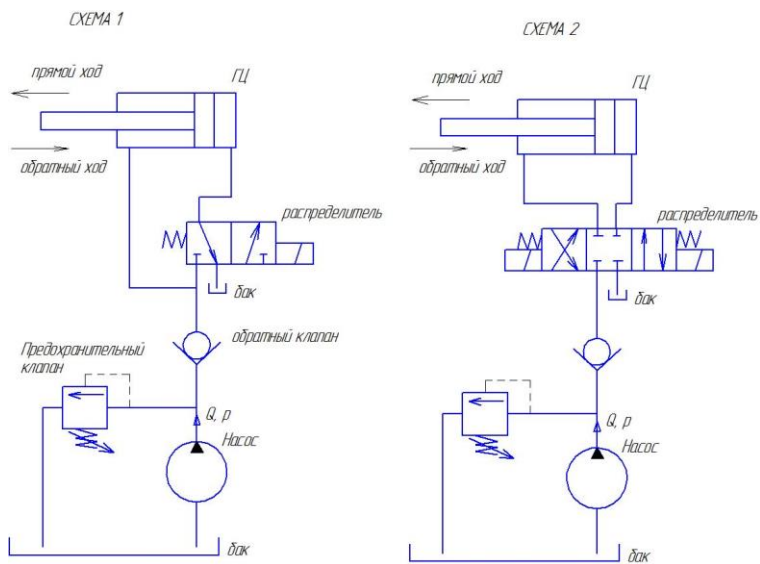 СХЕМА 1
прямой ход
ГЦ
обратный ход
распределитель
бак
обратный клапан
Предохранительный
клапан
Q, p
Насос
бак
СХЕМА 2
прямой ход
ГЦ
обратный ход
распределитель
бак
Q, p
Насос
бак